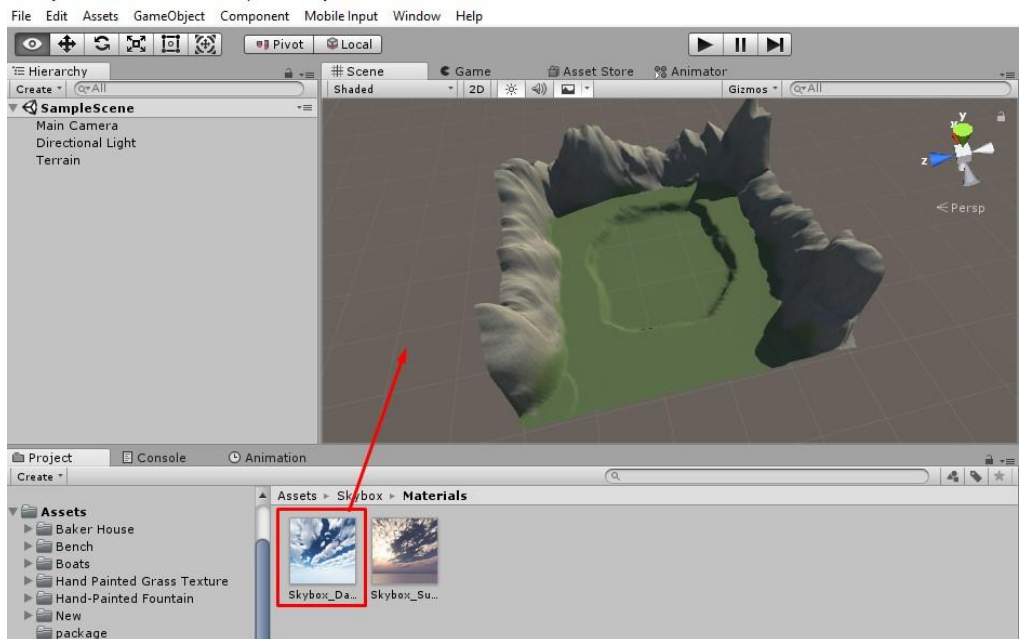 File Edit Assets GameObject Component Mobile Input Window Help
Pivot Local
Hierarchy
Create All
SampleScene
Main Camera
Directional Light
Terrain
Scene Game Asset Store Animator
Shaded 2D Gizmos All
y
x
z
Persp
Project Console Animation
Create
Assets
Baker House
Bench
Boats
Hand Painted Grass Texture
Hand-Painted Fountain
New
package
Assets Skybox Materials
Skybox_Da... Skybox_Su...